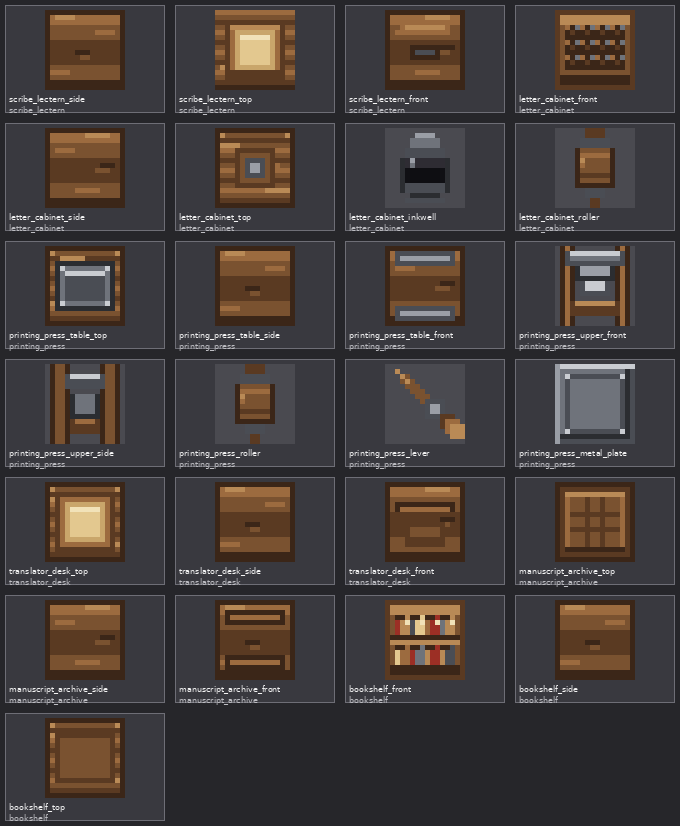 scribe_lectern_side
scribe_lectern
scribe_lectern_top
scribe_lectern
scribe_lectern_front
scribe_lectern
letter_cabinet_front
letter_cabinet
letter_cabinet_side
letter_cabinet
letter_cabinet_top
letter_cabinet
letter_cabinet_inkwell
letter_cabinet
letter_cabinet_roller
letter_cabinet
printing_press_table_top
printing_press
printing_press_table_side
printing_press
printing_press_table_front
printing_press
printing_press_upper_front
printing_press
printing_press_upper_side
printing_press
printing_press_roller
printing_press
printing_press_lever
printing_press
printing_press_metal_plate
printing_press
translator_desk_top
translator_desk
translator_desk_side
translator_desk
translator_desk_front
translator_desk
manuscript_archive_top
manuscript_archive
manuscript_archive_side
manuscript_archive
manuscript_archive_front
manuscript_archive
bookshelf_front
bookshelf
bookshelf_side
bookshelf
bookshelf_top
bookshelf